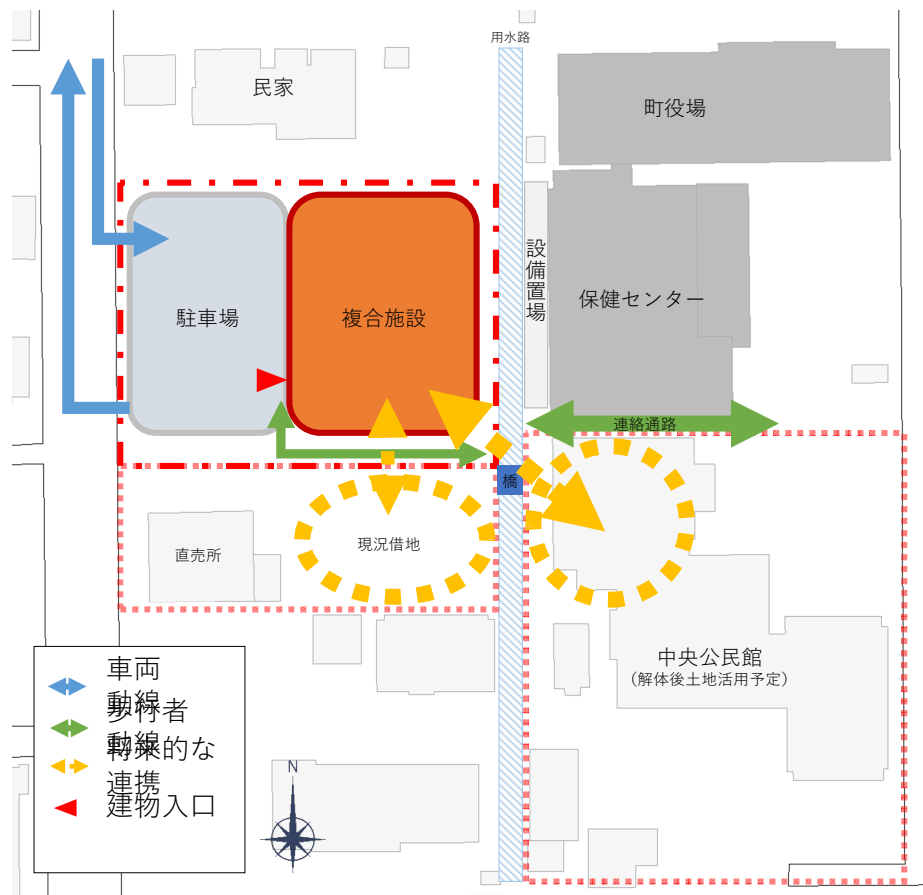 用水路
民家
町役場
設備置場
保健センター
駐車場
複合施設
連絡通路
橋
現況借地
直売所
中央公民館
（解体後土地活用予定）
車両
動線
歩行者
動線
将来的な
連携
建物入口
N